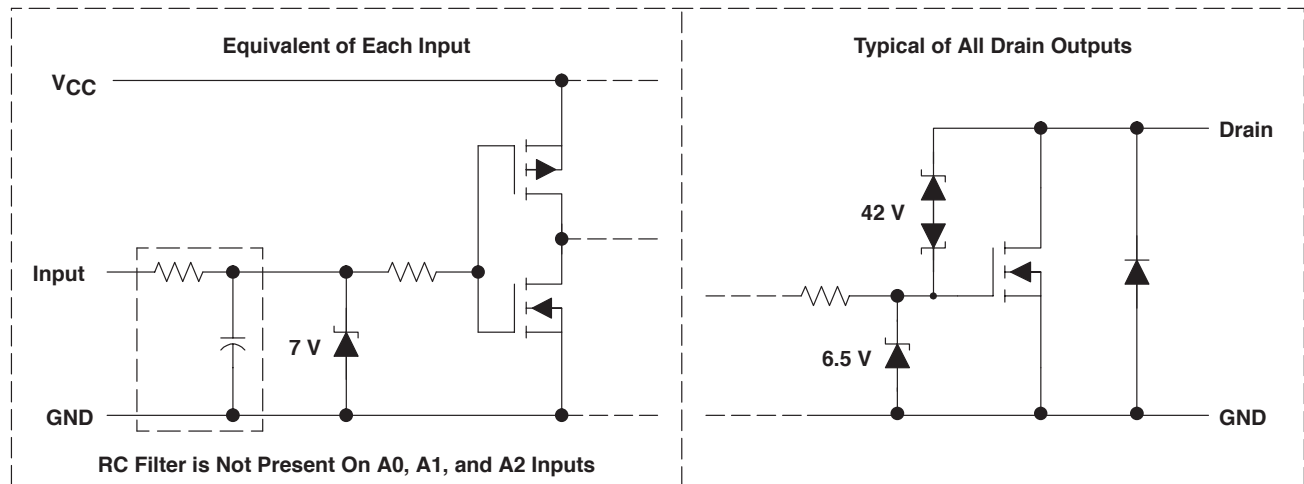 Equivalent of Each Input
VCC
Input
7 V
GND
RC Filter is Not Present On A0, A1, and A2 Inputs
Typical of All Drain Outputs
Drain
42 V
6.5 V
GND